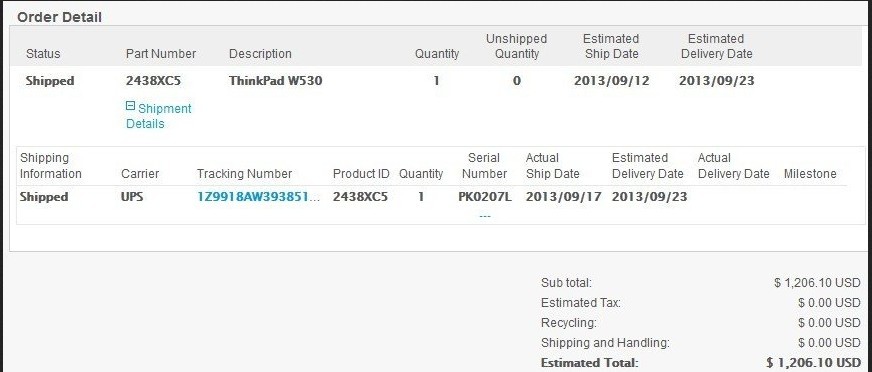 Order Detail
Status Part Number Description Quantity Unshipped Quantity Estimated Ship Date Estimated Delivery Date
Shipped 2438XC5 ThinkPad W530 1 0 2013/09/12 2013/09/23
Shipment Details
Shipping Information Carrier Tracking Number Product ID Quantity Serial Number Actual Ship Date Estimated Delivery Date Actual Delivery Date Milestone
Shipped UPS 1Z9918AW393851... 2438XC5 1 PK0207L 2013/09/17 2013/09/23
---
Sub total: $ 1,206.10 USD
Estimated Tax: $ 0.00 USD
Recycling: $ 0.00 USD
Shipping and Handling: $ 0.00 USD
Estimated Total: $ 1,206.10 USD